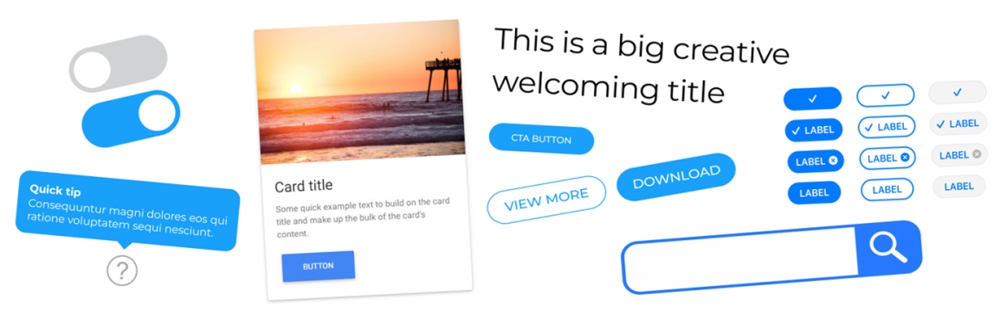 Quick tip
Consequuntur magni dolores eos qui
ratione voluptatem sequi nesciunt.
?
Card title
Some quick example text to build on the card
title and make up the bulk of the card's
content.
BUTTON
This is a big creative
welcoming title
CTA BUTTON
VIEW MORE
DOWNLOAD
LABEL LABEL LABEL
LABEL LABEL LABEL
LABEL LABEL LABEL